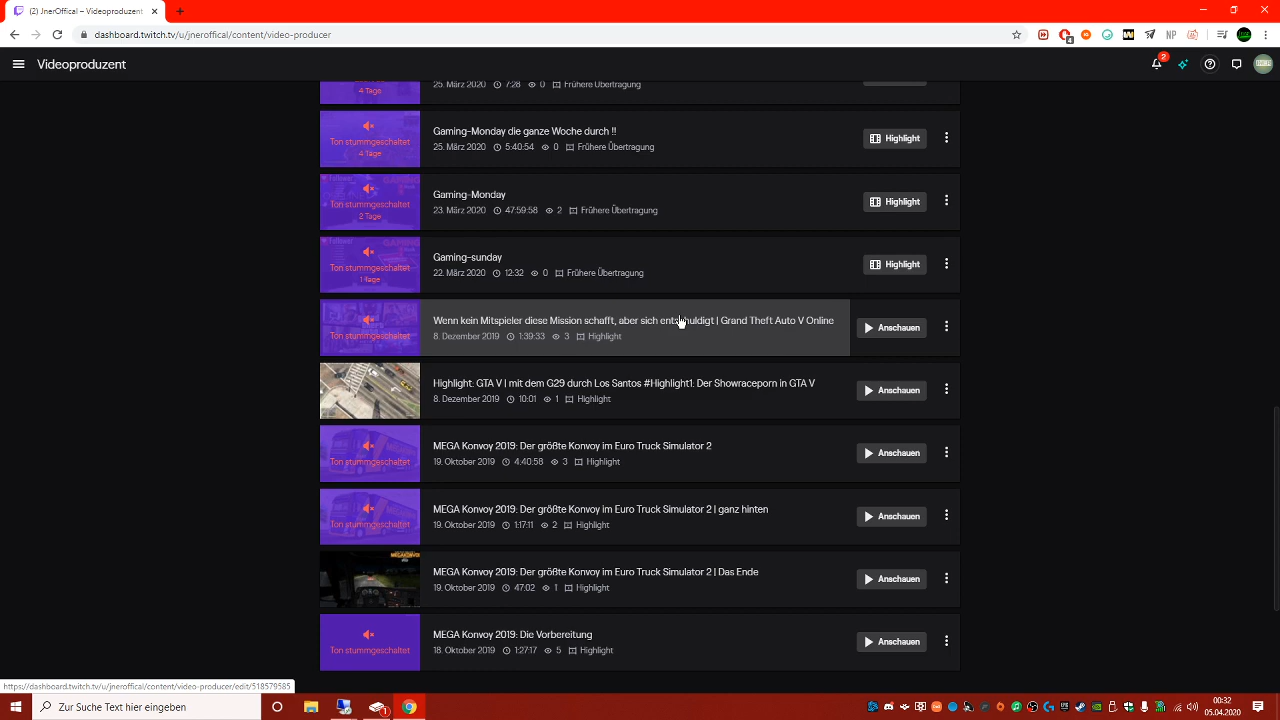 (2) JnerOffical – Videoproduzent
dashboard.twitch.tv/u/jneroffical/content/video-producer
Videoproduzent
2
4 Tage
25. März 2020 7:28 0 Frühere Übertragung
Ton stummgeschaltet
4 Tage
Gaming-Monday die ganze Woche durch !!
25. März 2020 5:40:54 0 Frühere Übertragung
Highlight
Ton stummgeschaltet
2 Tage
Gaming-Monday
23. März 2020 47:59:58 2 Frühere Übertragung
Highlight
Ton stummgeschaltet
1 Tage
Gaming-sunday
22. März 2020 12:32 0 Frühere Übertragung
Highlight
Ton stummgeschaltet
Wenn kein Mitspieler diese Mission schafft, aber sich entschuldigt | Grand Theft Auto V Online
8. Dezember 2019 1:39:33 3 Highlight
Anschauen
Highlight: GTA V | mit dem G29 durch Los Santos #Highlight1: Der Showraceporn in GTA V
8. Dezember 2019 10:01 1 Highlight
Anschauen
Ton stummgeschaltet
MEGA Konvoy 2019: Der größte Konvoy im Euro Truck Simulator 2
19. Oktober 2019 4:40:58 3 Highlight
Anschauen
Ton stummgeschaltet
MEGA Konvoy 2019: Der größte Konvoy im Euro Truck Simulator 2 | ganz hinten
19. Oktober 2019 1:17:11 2 Highlight
Anschauen
MEGA Konvoy 2019: Der größte Konvoy im Euro Truck Simulator 2 | Das Ende
19. Oktober 2019 47:02 1 Highlight
Anschauen
Ton stummgeschaltet
MEGA Konvoy 2019: Die Vorbereitung
18. Oktober 2019 1:27:17 5 Highlight
Anschauen
https://dashboard.twitch.tv/u/jneroffical/content/video-producer/edit/518579585
Zur Suche Text hier eingeben
00:32
05.04.2020